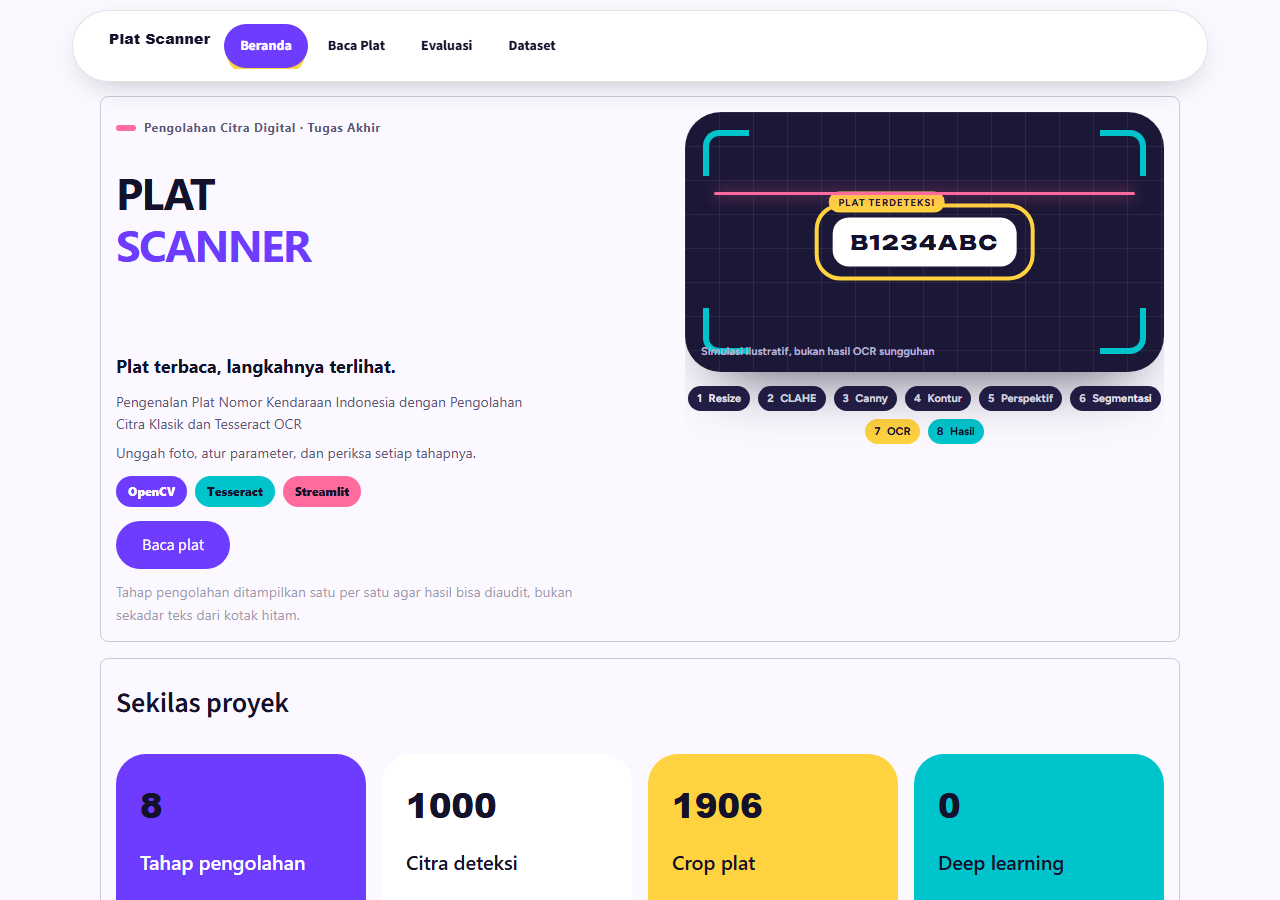 Plat Scanner
Beranda
Baca Plat
Evaluasi
Dataset
Pengolahan Citra Digital · Tugas Akhir
PLAT
SCANNER
Plat terbaca, langkahnya terlihat.
Pengenalan Plat Nomor Kendaraan Indonesia dengan Pengolahan
Citra Klasik dan Tesseract OCR
Unggah foto, atur parameter, dan periksa setiap tahapnya.
OpenCV
Tesseract
Streamlit
Baca plat
Tahap pengolahan ditampilkan satu per satu agar hasil bisa diaudit, bukan
sekadar teks dari kotak hitam.
PLAT TERDETEKSI
B1234ABC
Simulasi ilustratif, bukan hasil OCR sungguhan
1 Resize
2 CLAHE
3 Canny
4 Kontur
5 Perspektif
6 Segmentasi
7 OCR
8 Hasil
Sekilas proyek
8
Tahap pengolahan
1000
Citra deteksi
1906
Crop plat
0
Deep learning